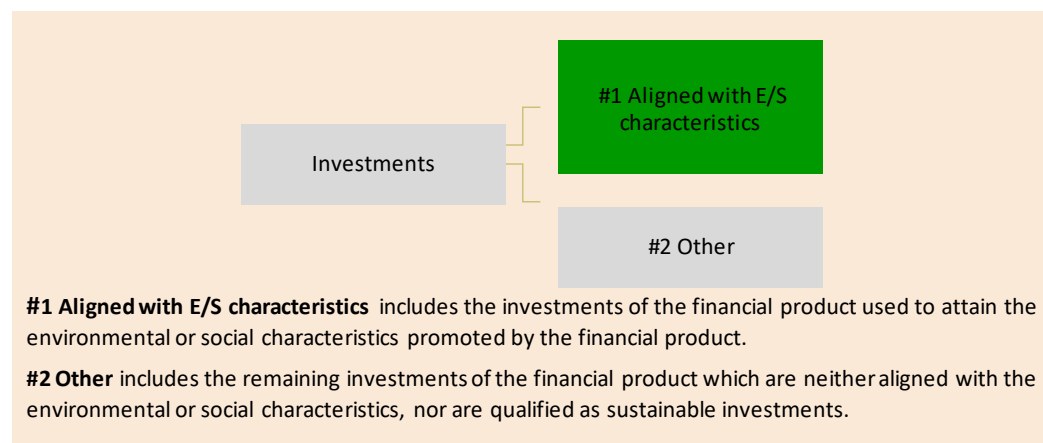 #1 Aligned with E/S
characteristics
Investments
#2 Other
#1 Aligned with E/S characteristics includes the investments of the financial product used to attain the
environmental or social characteristics promoted by the financial product.
#2 Other includes the remaining investments of the financial product which are neither aligned with the
environmental or social characteristics, nor are qualified as sustainable investments.